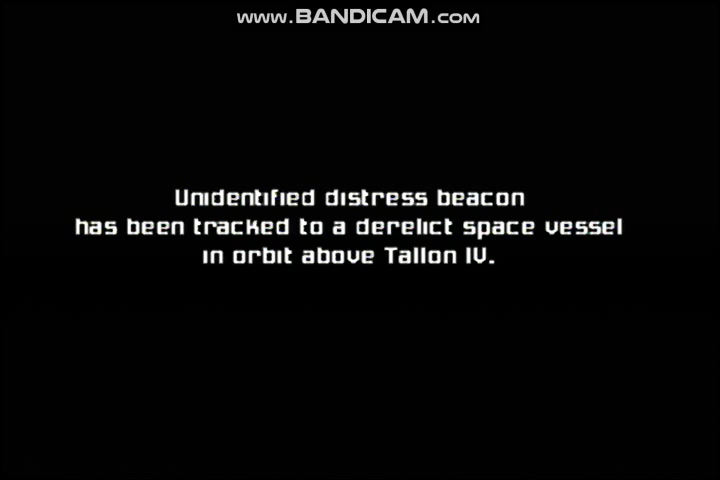 www.BANDICAM.com
Unidentified distress beacon
has been tracked to a derelict space vessel
in orbit above Tallon IV.